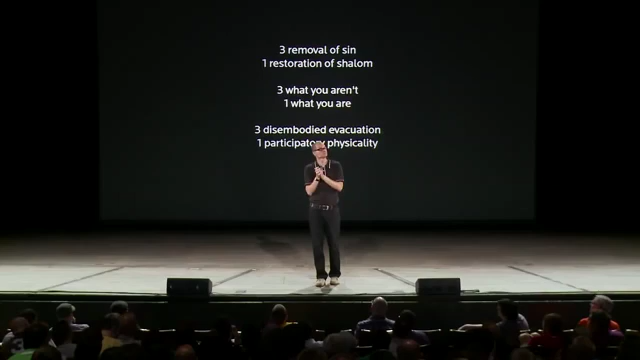 3 removal of sin
1 restoration of shalom
3 what you aren't
1 what you are
3 disembodied evacuation
1 participatory physicality